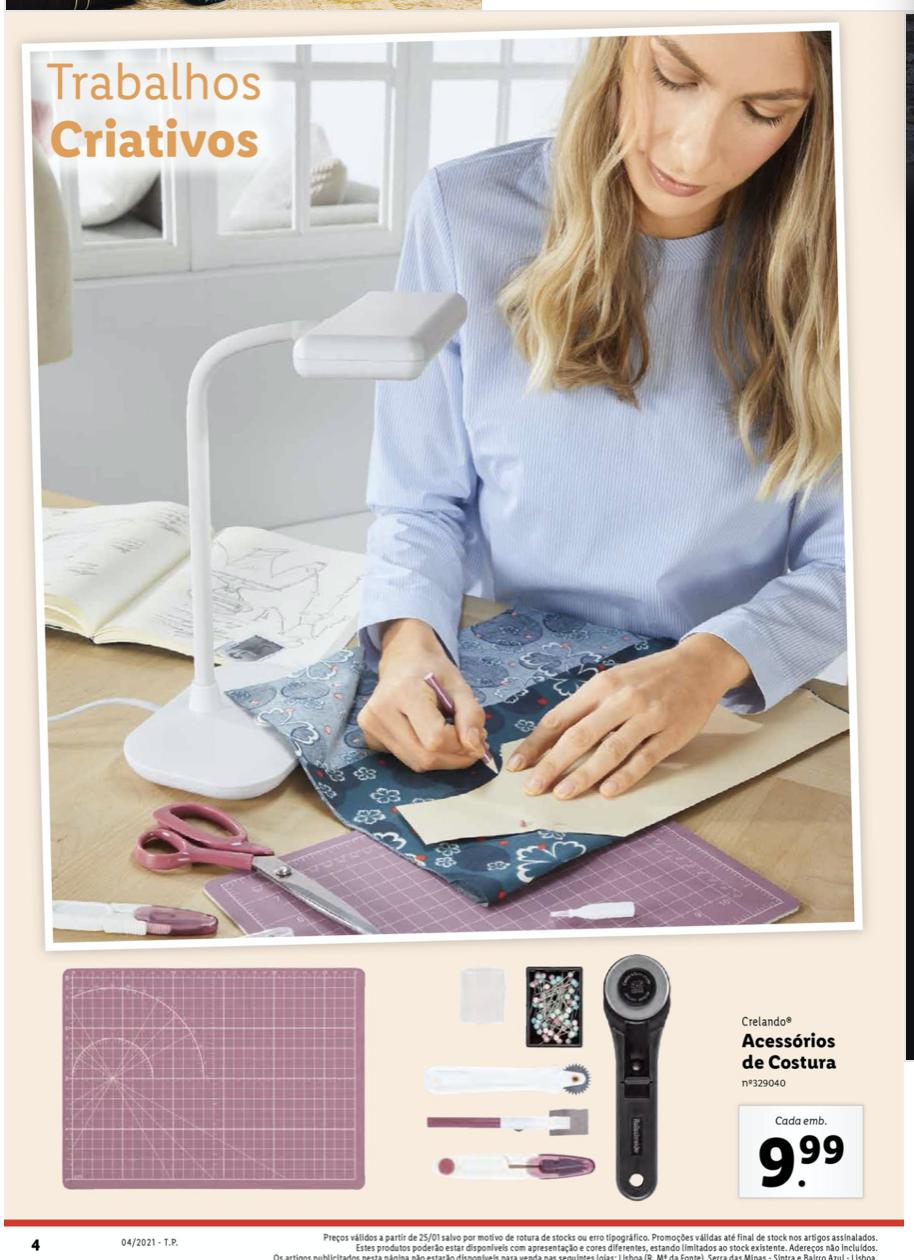 Trabalhos
Criativos
Crelando®
Acessórios
de Costura
nº329040
Cada emb.
9.99
4
04/2021 - T.P.
Preços válidos a partir de 25/01 salvo por motivo de rotura de stocks ou erro tipográfico. Promoções válidas até final de stock nos artigos assinalados.
Estes produtos poderão estar disponíveis com apresentação e cores diferentes, estando limitados ao stock existente. Adereços não incluídos.
Os artigos publicitados nesta página não estarão disponíveis para venda nas seguintes lojas: Lisboa (R. Mª da Fonte), Serra das Minas - Sintra e Bairro Azul - Lisboa.